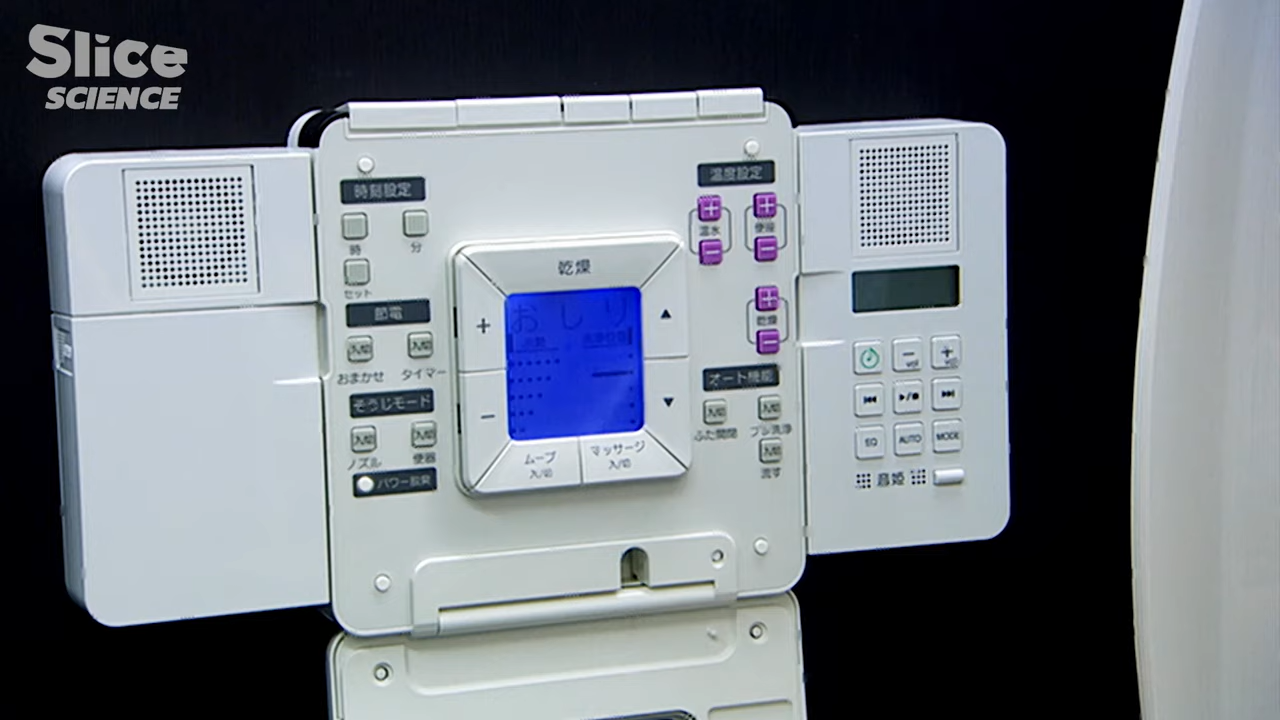 Slice
SCIENCE
時刻設定
時
分
セット
節電
入/切
入/切
おまかせ
タイマー
そうじモード
入/切
入/切
ノズル
便器
パワー脱臭
乾燥
+
−
▲
▼
おしり
ムーブ
入/切
マッサージ
入/切
温度設定
+
+
温水
便座
−
−
+
乾燥
−
オート機能
入/切
入/切
ふた開閉
プレ洗浄
入/切
流す
− vol
+ vol
EQ
AUTO
MODE
音姫